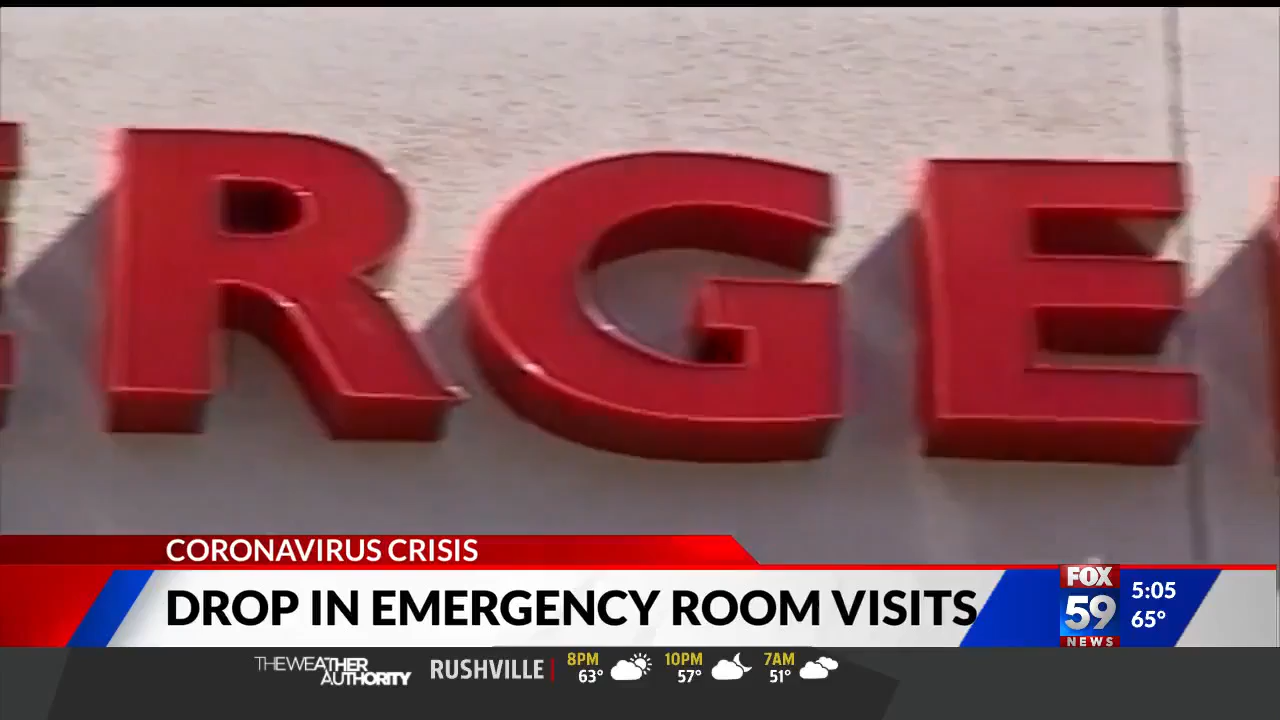 ERGE
CORONAVIRUS CRISIS
DROP IN EMERGENCY ROOM VISITS
FOX
59
NEWS
5:05
65°
THE WEATHER
AUTHORITY
RUSHVILLE
8PM
63°
10PM
57°
7AM
51°